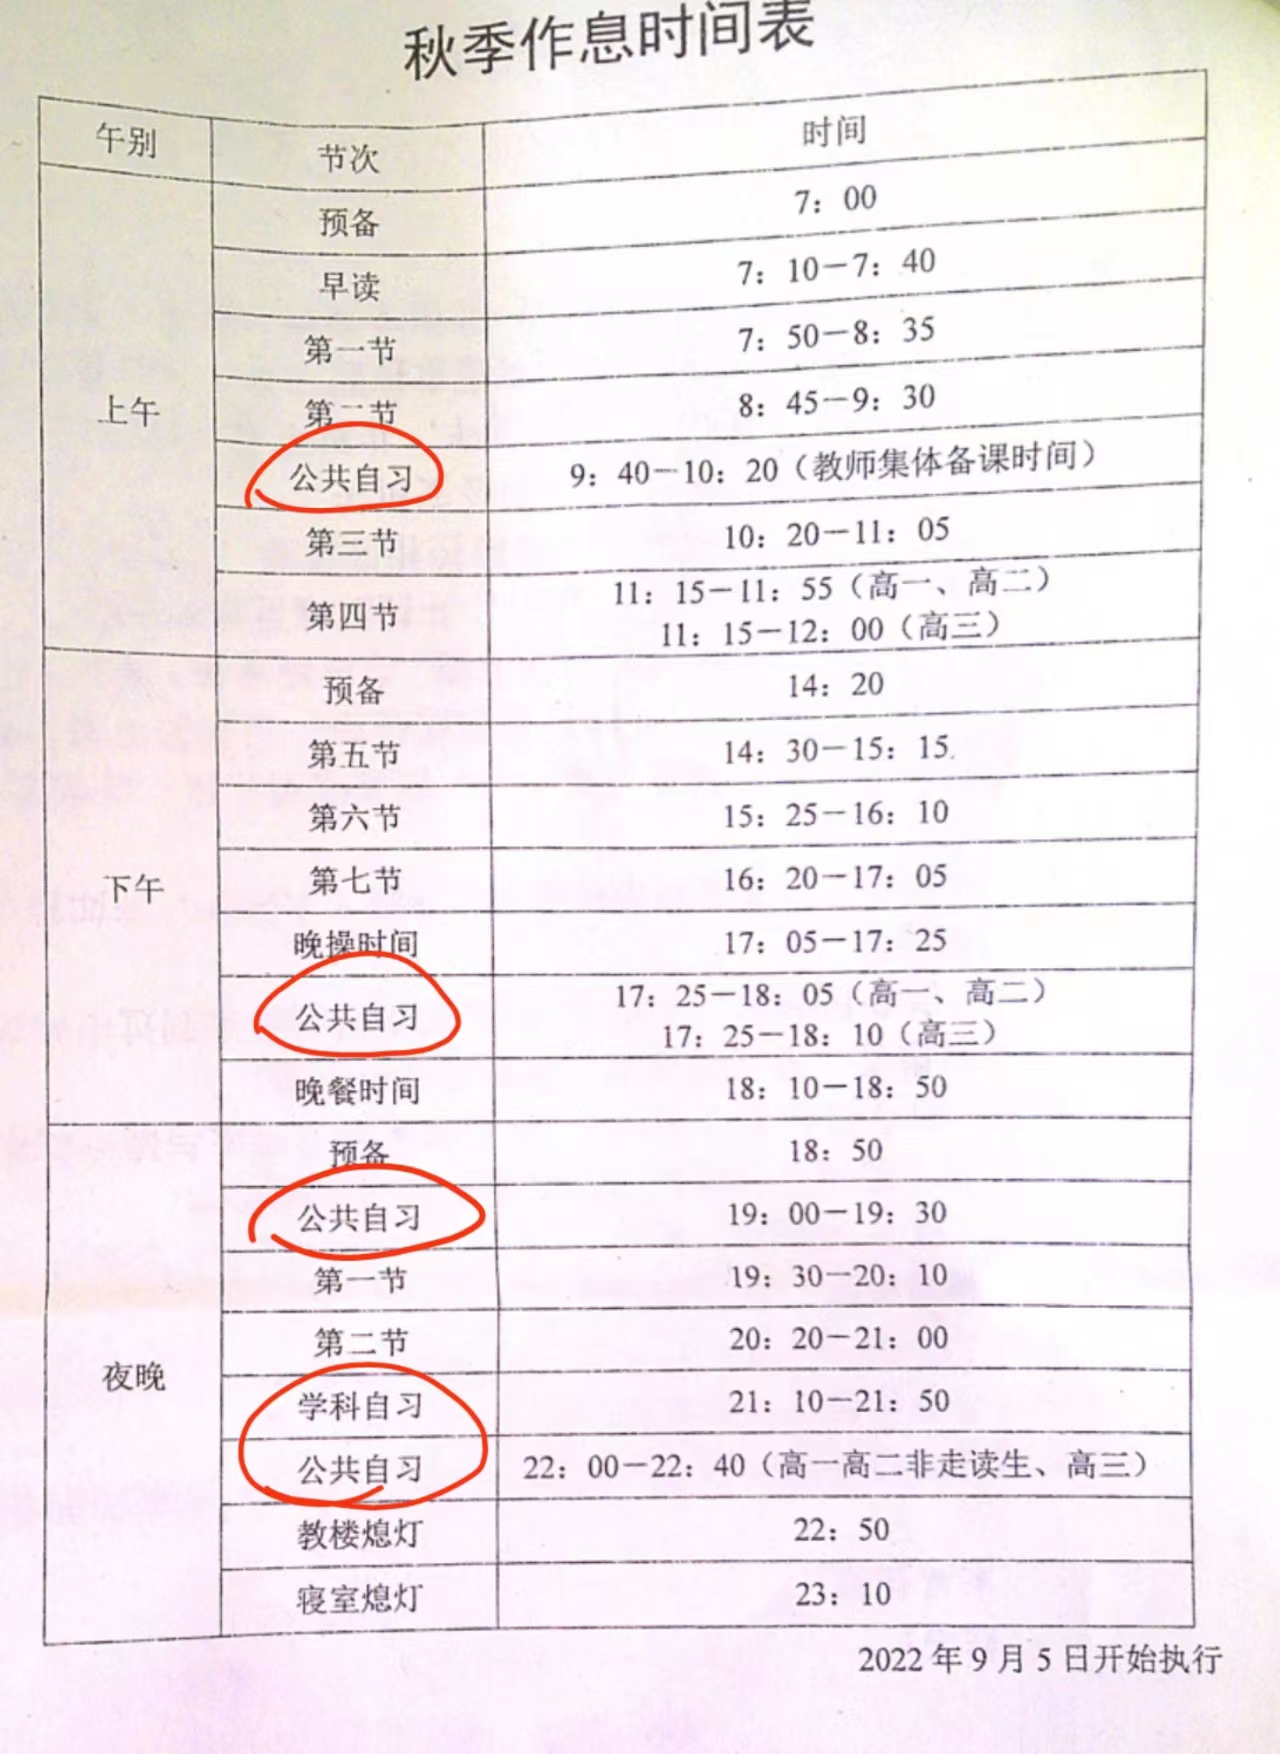 秋季作息时间表
午别 节次 时间
上午
预备 7：00
早读 7：10－7：40
第一节 7：50－8：35
第二节 8：45－9：30
公共自习 9：40－10：20（教师集体备课时间）
第三节 10：20－11：05
第四节 11：15－11：55（高一、高二）
11：15－12：00（高三）
下午
预备 14：20
第五节 14：30－15：15
第六节 15：25－16：10
第七节 16：20－17：05
晚操时间 17：05－17：25
公共自习 17：25－18：05（高一、高二）
17：25－18：10（高三）
晚餐时间 18：10－18：50
夜晚
预备 18：50
公共自习 19：00－19：30
第一节 19：30－20：10
第二节 20：20－21：00
学科自习 21：10－21：50
公共自习 22：00－22：40（高一高二非走读生、高三）
教楼熄灯 22：50
寝室熄灯 23：10
2022年9月5日开始执行